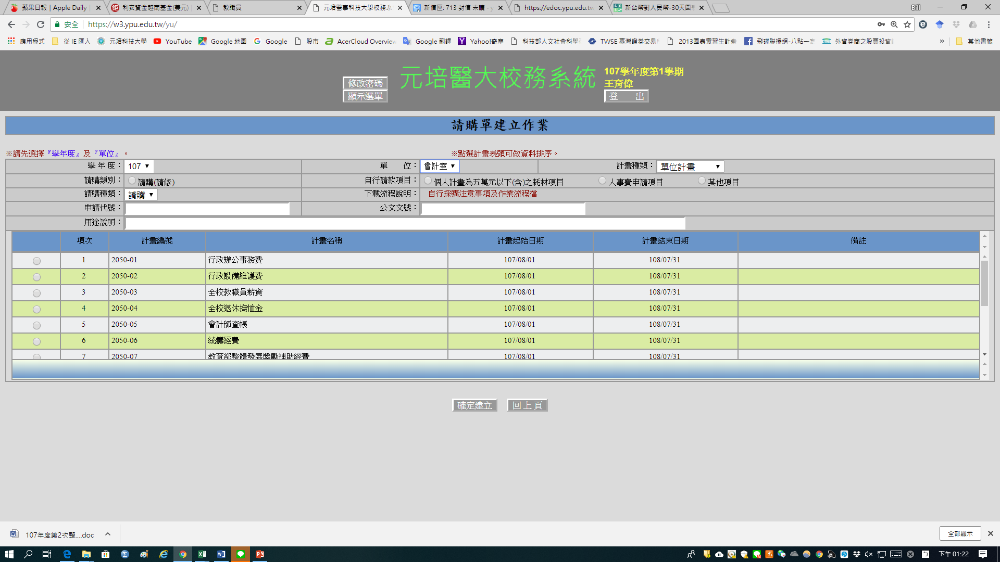 蘋果日報 | Apple Daily
利安資金越南基金(美元)
教職員
元培醫事科技大學校務系
新信匣: 713 封信 未讀 - y
https://edoc.ypu.edu.tw
新台幣對人民幣-30天圖
Bill
安全 | https://w3.ypu.edu.tw/yu/
應用程式
從 IE 匯入
元培科技大學
YouTube
Google 地圖
Google
股市
AcerCloud Overview
Google 翻譯
Yahoo!奇摩
科技部人文社會科學
TWSE 臺灣證券交易
2013國泰實習生計畫
飛碟聯播網-八點一定
外資券商之股票投資
»
其他書籤
修改密碼
顯示選單
元培醫大校務系統
107學年度第1學期
王育偉
登 出
請購單建立作業
※請先選擇『學年度』及『單位』。
※點選計畫表頭可做資料排序。
學 年 度： 107 單 位： 會計室 計畫種類： 單位計畫
請購類別： 請購(請修) 自行請款項目： 個人計畫為五萬元以下(含)之耗材項目 人事費申請項目 其他項目
請購種類： 請購 下載流程說明： 自行採購注意事項及作業流程檔
申請代號： 公文文號：
用途說明：
項次 計畫編號 計畫名稱 計畫起始日期 計畫結束日期 備註
1 2050-01 行政辦公事務費 107/08/01 108/07/31
2 2050-02 行政設備維護費 107/08/01 108/07/31
3 2050-03 全校教職員薪資 107/08/01 108/07/31
4 2050-04 全校退休撫恤金 107/08/01 108/07/31
5 2050-05 會計師查帳 107/08/01 108/07/31
6 2050-06 統籌經費 107/08/01 108/07/31
7 2050-07 教育部整體發展獎勵補助經費 107/08/01 108/07/31
確定建立
回 上 頁
107年度第2次整....doc
全部顯示
下午 01:22